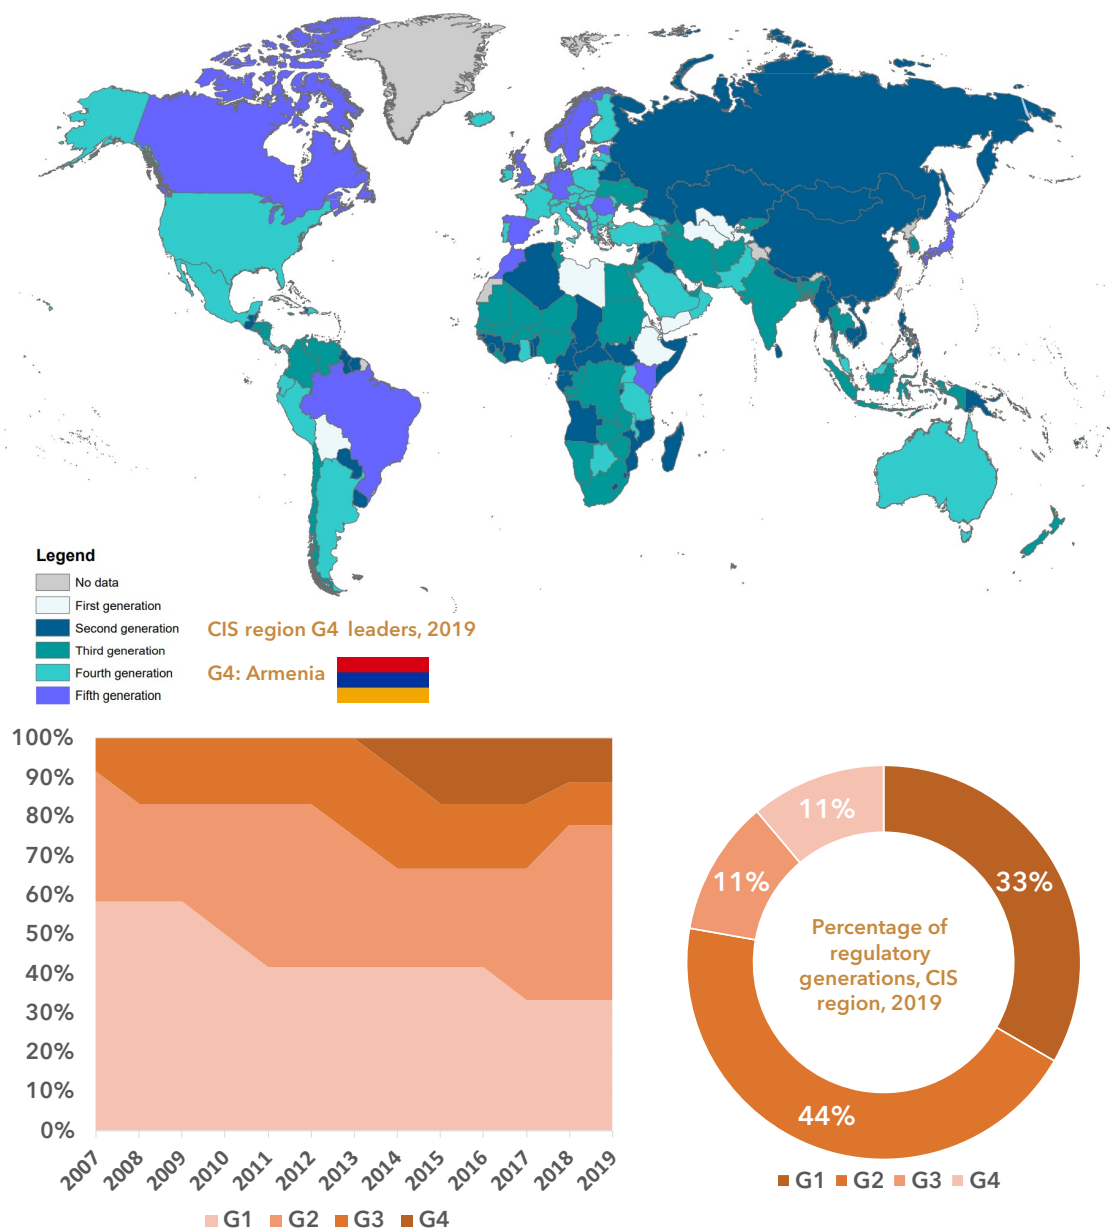 Legend
No data
First generation
Second generation
Third generation
Fourth generation
Fifth generation
CIS region G4 leaders, 2019
G4: Armenia
100%
90%
80%
70%
60%
50%
40%
30%
20%
10%
0%
2007
2008
2009
2010
2011
2012
2013
2014
2015
2016
2017
2018
2019
G1 G2 G3 G4
11%
33%
11%
44%
Percentage of
regulatory
generations, CIS
region, 2019
G1 G2 G3 G4